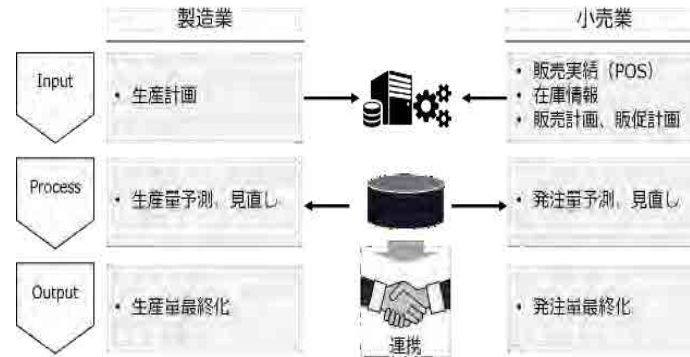 製造業
小売業
Input
• 生産計画
• 販売実績（POS）
• 在庫情報
• 販売計画、販促計画
Process
• 生産量予測、見直し
• 発注量予測、見直し
Output
• 生産量最終化
• 発注量最終化
連携